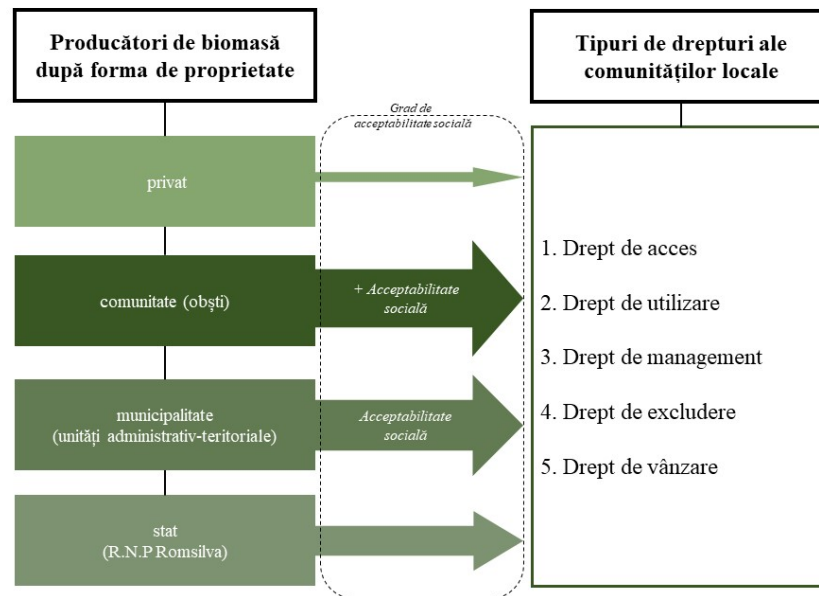 Producători de biomasă
după forma de proprietate
Tipuri de drepturi ale
comunităților locale
Grad de
acceptabilitate socială
privat
comunitate (obști)
+ Acceptabilitate
socială
municipalitate
(unități administrativ-teritoriale)
Acceptabilitate
socială
stat
(R.N.P Romsilva)
1. Drept de acces
2. Drept de utilizare
3. Drept de management
4. Drept de excludere
5. Drept de vânzare